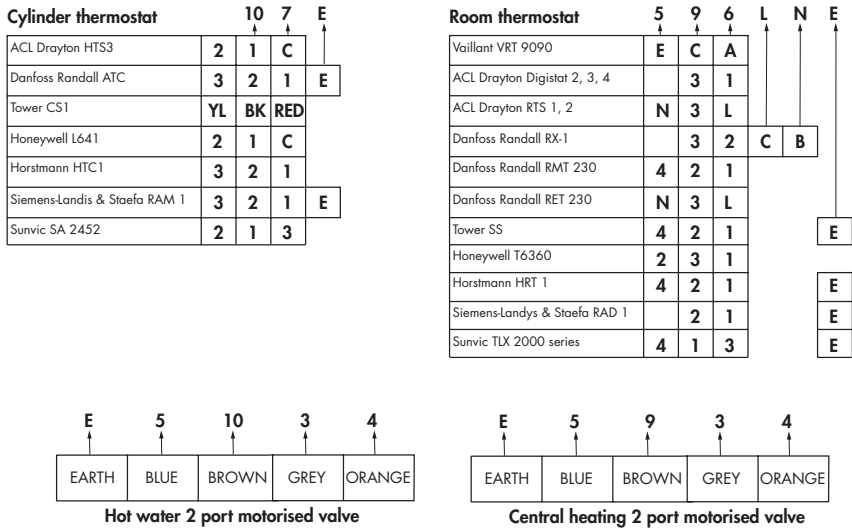 Cylinder thermostat 10 7 E
ACL Drayton HTS3 2 1 C
Danfoss Randall ATC 3 2 1 E
Tower CS1 YL BK RED
Honeywell L641 2 1 C
Horstmann HTC1 3 2 1
Siemens-Landis & Staefa RAM 1 3 2 1 E
Sunvic SA 2452 2 1 3
Room thermostat 5 9 6 L N E
Vaillant VRT 9090 E C A
ACL Drayton Digistat 2, 3, 4 3 1
ACL Drayton RTS 1, 2 N 3 L
Danfoss Randall RX-1 3 2 C B
Danfoss Randall RMT 230 4 2 1
Danfoss Randall RET 230 N 3 L
Tower SS 4 2 1 E
Honeywell T6360 2 3 1
Horstmann HRT 1 4 2 1 E
Siemens-Landys & Staefa RAD 1 2 1 E
Sunvic TLX 2000 series 4 1 3 E
E 5 10 3 4
EARTH BLUE BROWN GREY ORANGE
Hot water 2 port motorised valve
E 5 9 3 4
EARTH BLUE BROWN GREY ORANGE
Central heating 2 port motorised valve